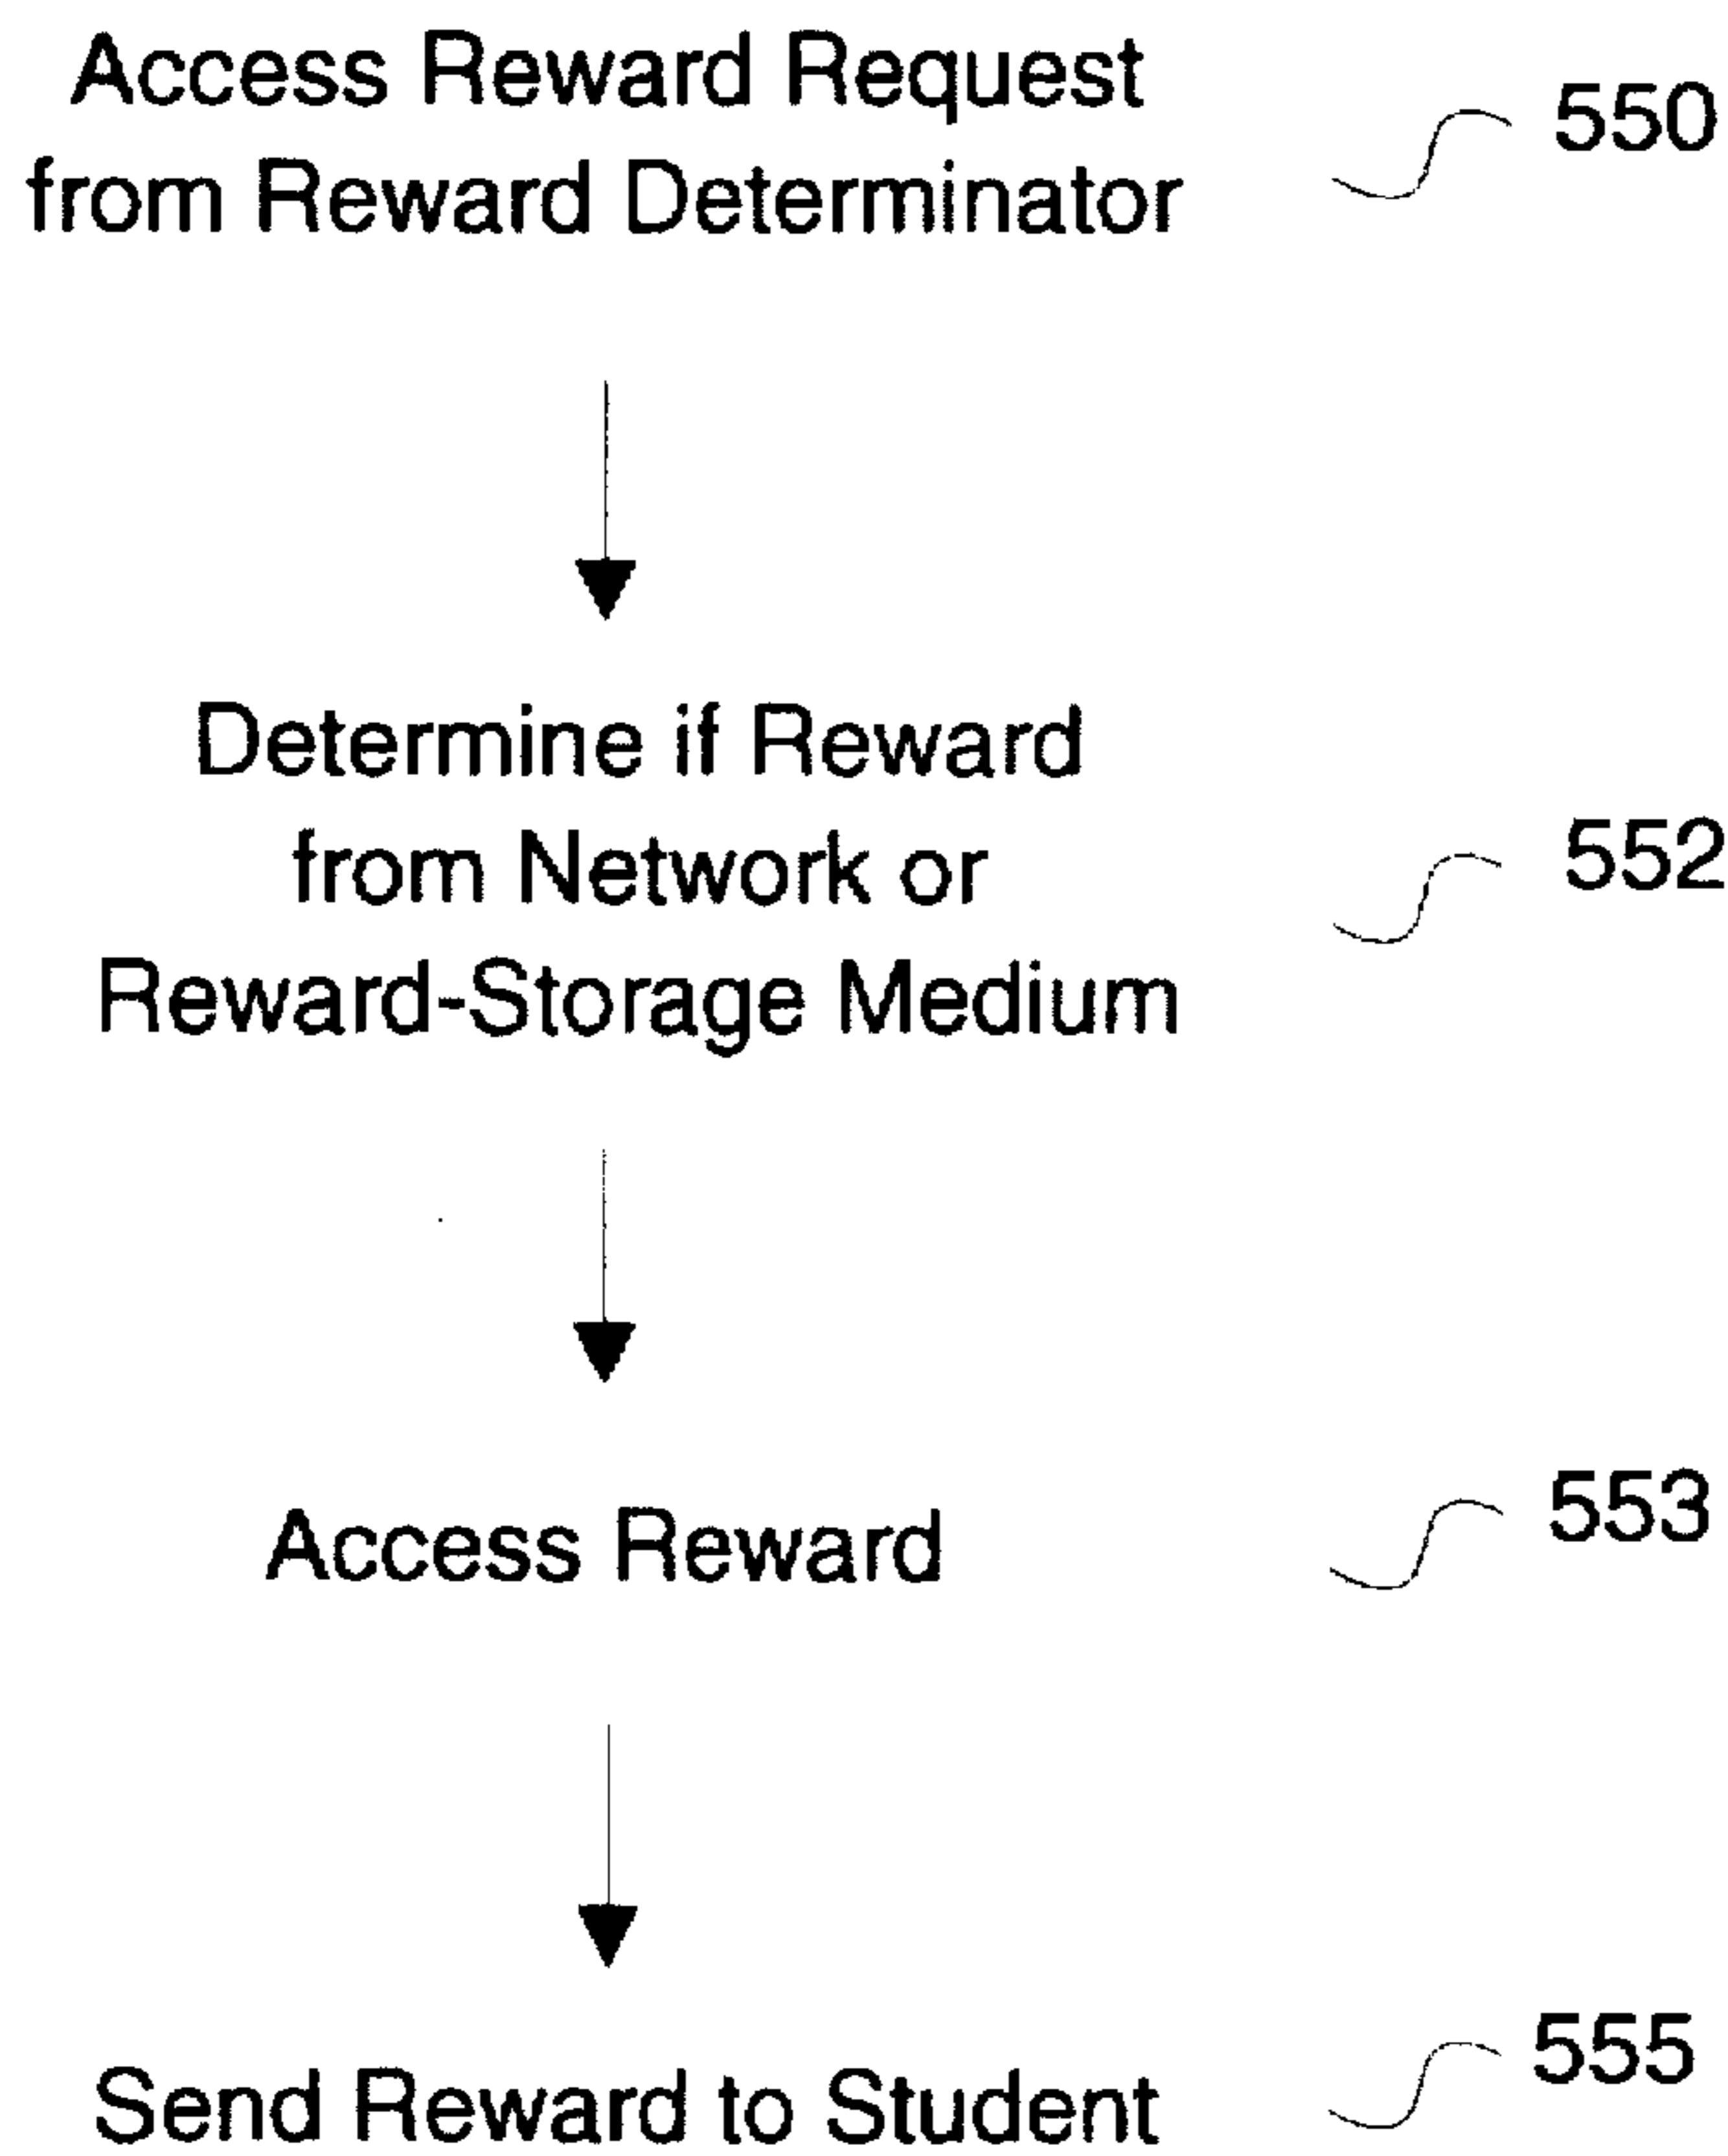 Access Reward Request
from Reward Determinator
550
Determine if Reward
from Network or
Reward-Storage Medium
552
Access Reward
553
Send Reward to Student
555